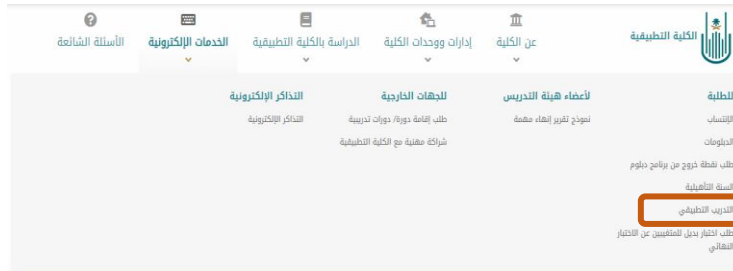 الكلية التطبيقية
عن الكلية
إدارات ووحدات الكلية
الدراسة بالكلية التطبيقية
الخدمات الإلكترونية
الأسئلة الشائعة
للطلبة
الإنتساب
الدبلومات
طلب نقطة خروج من برنامج دبلوم
السنة التأهيلية
التدريب التطبيقي
طلب اختبار بديل للمتغيبين عن الاختبار
النهائي
لأعضاء هيئة التدريس
نموذج تقرير إنهاء مهمة
للجهات الخارجية
طلب إقامة دورة/ دورات تدريبية
شراكة مهنية مع الكلية التطبيقية
التذاكر الإلكترونية
التذاكر الإلكترونية